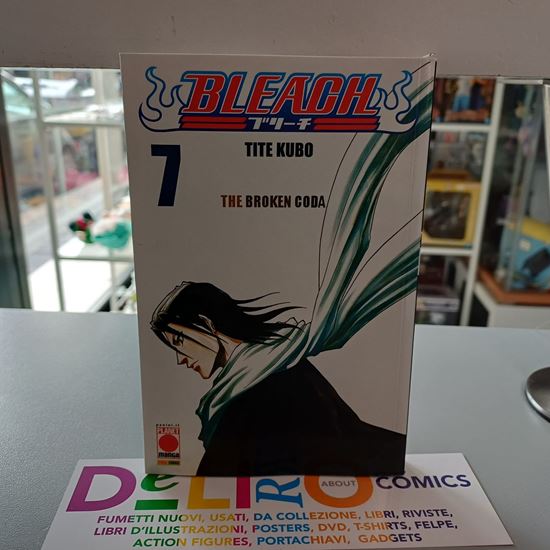 BLEACH
ブリーチ
7
TITE KUBO
THE BROKEN CODA
PLANET
manga
DELIRO
ABOUT
COMICS
FUMETTI NUOVI, USATI, DA COLLEZIONE, LIBRI, RIVISTE,
LIBRI D'ILLUSTRAZIONI, POSTERS, DVD, T-SHIRTS, FELPE,
ACTION FIGURES, PORTACHIAVI, GADGETS